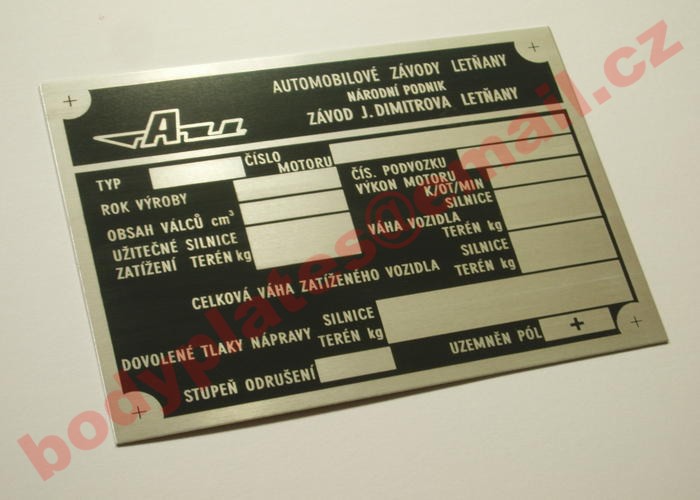 AUTOMOBILOVÉ ZÁVODY LETŇANY
NÁRODNÍ PODNIK
ZÁVOD J. DIMITROVA LETŇANY
TYP
ČÍSLO MOTORU
ČÍS. PODVOZKU
ROK VÝROBY
VÝKON MOTORU
K/OT/MIN
OBSAH VÁLCŮ cm³
VÁHA VOZIDLA
SILNICE
TERÉN kg
UŽITEČNÉ SILNICE
ZATÍŽENÍ TERÉN kg
CELKOVÁ VÁHA ZATÍŽENÉHO VOZIDLA
SILNICE
TERÉN kg
DOVOLENÉ TLAKY NÁPRAVY
SILNICE
TERÉN kg
STUPEŇ ODRUŠENÍ
UZEMNĚN PÓL
+
bodyplates@email.cz